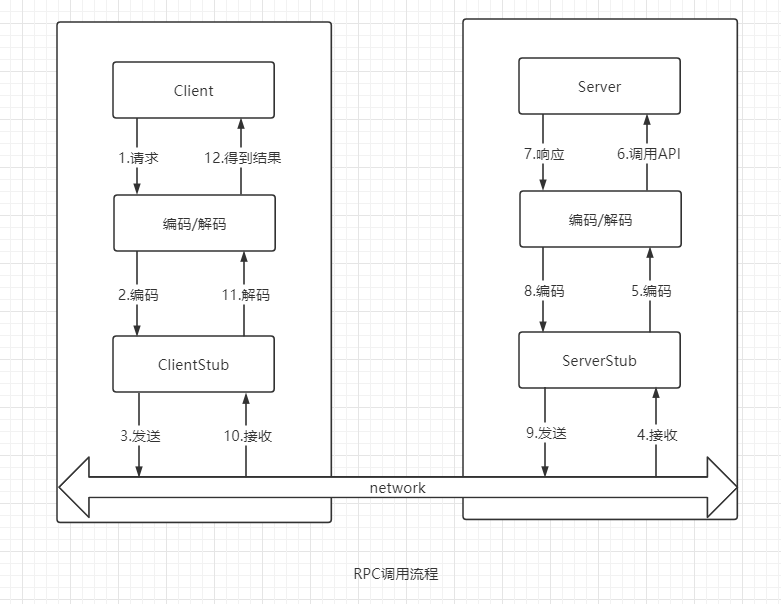 Client
Server
1.请求
12.得到结果
7.响应
6.调用API
编码/解码
编码/解码
2.编码
11.解码
8.编码
5.编码
ClientStub
ServerStub
3.发送
10.接收
9.发送
4.接收
network
RPC调用流程